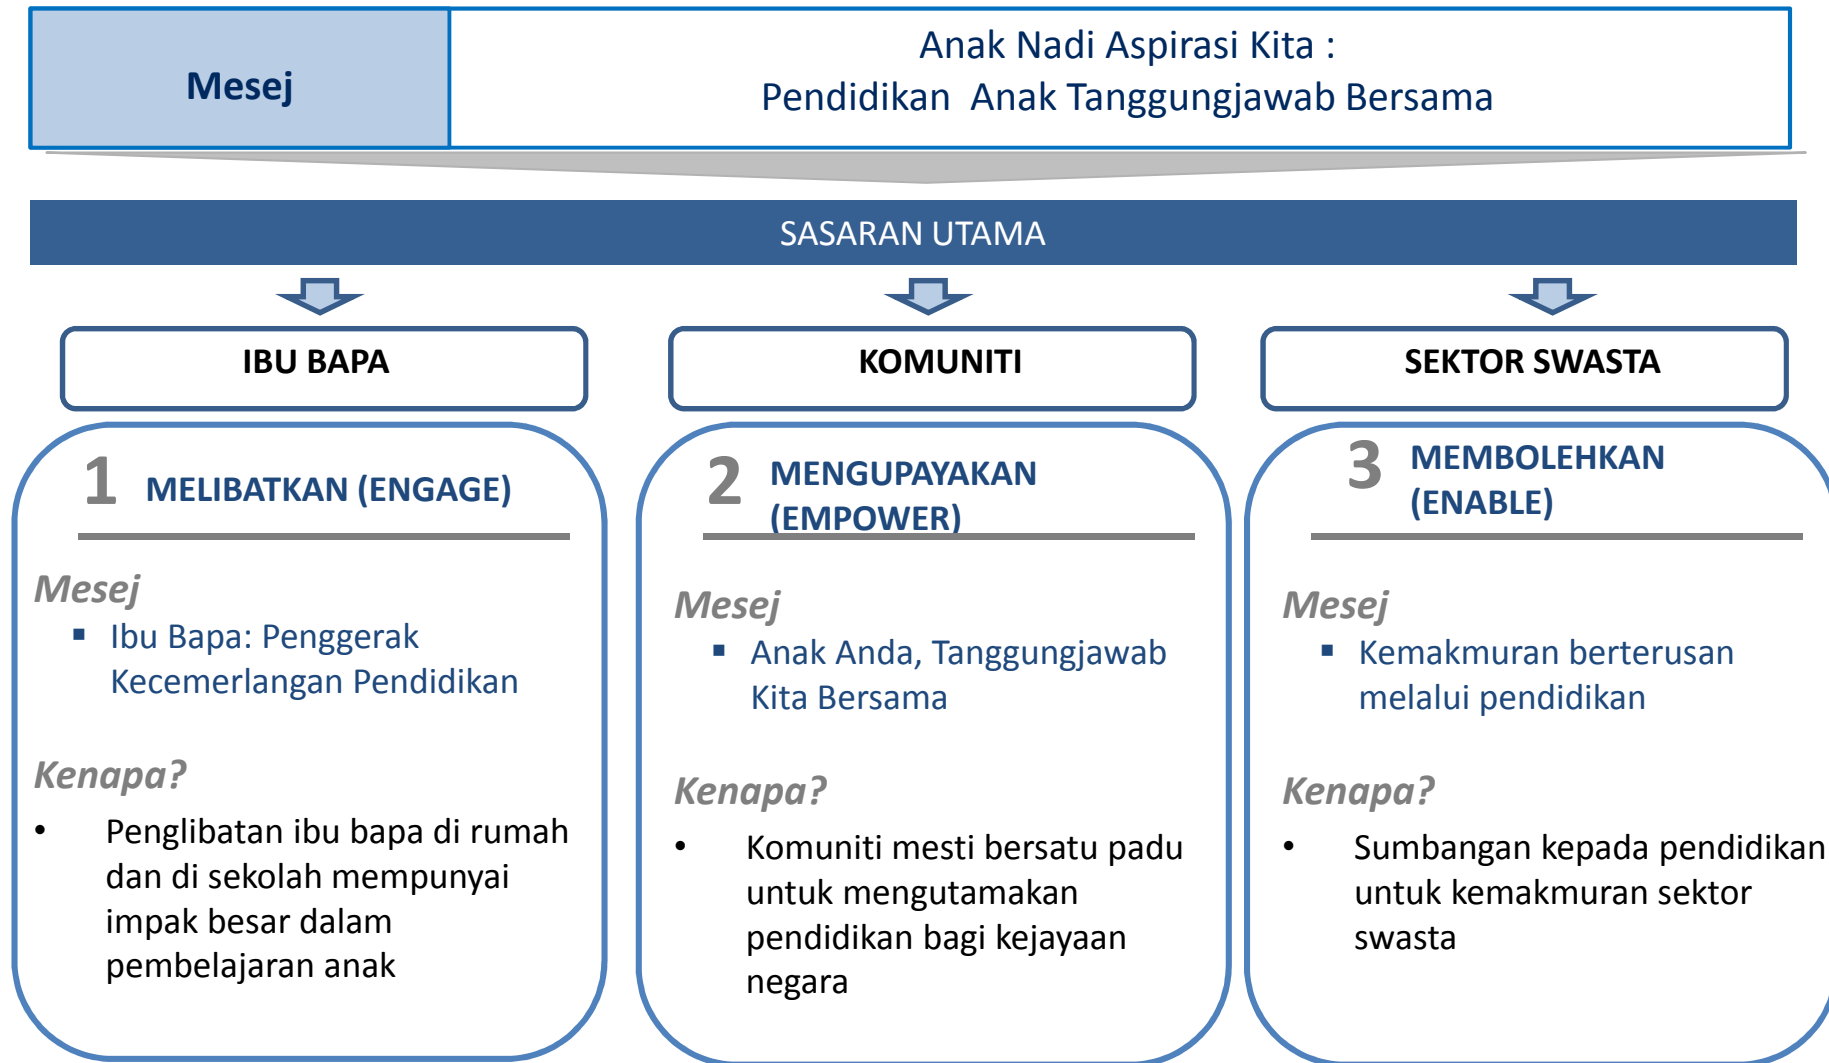 Mesej
Anak Nadi Aspirasi Kita :
Pendidikan Anak Tanggungjawab Bersama
SASARAN UTAMA
IBU BAPA
KOMUNITI
SEKTOR SWASTA
1 MELIBATKAN (ENGAGE)
Mesej
▪ Ibu Bapa: Penggerak
Kecemerlangan Pendidikan
Kenapa?
• Penglibatan ibu bapa di rumah
dan di sekolah mempunyai
impak besar dalam
pembelajaran anak
2 MENGUPAYAKAN
(EMPOWER)
Mesej
▪ Anak Anda, Tanggungjawab
Kita Bersama
Kenapa?
• Komuniti mesti bersatu padu
untuk mengutamakan
pendidikan bagi kejayaan
negara
3 MEMBOLEHKAN
(ENABLE)
Mesej
▪ Kemakmuran berterusan
melalui pendidikan
Kenapa?
• Sumbangan kepada pendidikan
untuk kemakmuran sektor
swasta